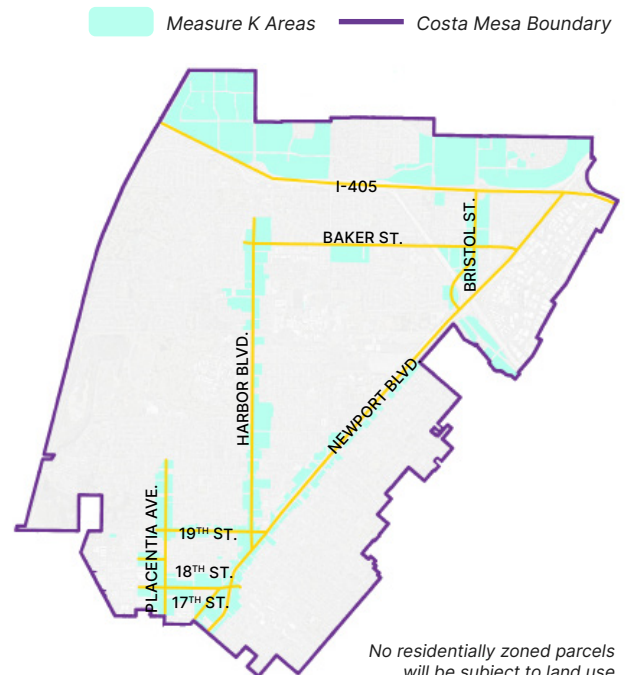 Measure K Areas
Costa Mesa Boundary
I-405
BAKER ST.
BRISTOL ST.
HARBOR BLVD.
NEWPORT BLVD
PLACENTIA AVE.
19TH ST.
18TH ST.
17TH ST.
No residentially zoned parcels
will be subject to land use